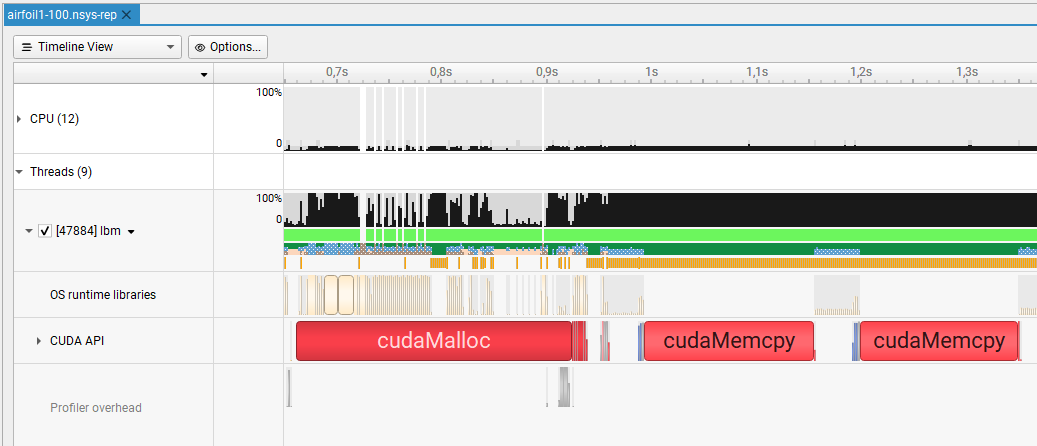 airfoil1-100.nsys-rep
Timeline View Options...
0,7s 0,8s 0,9s 1s 1,1s 1,2s 1,3s
CPU (12) 100%
0
Threads (9)
[47884] lbm 100%
0
OS runtime libraries
CUDA API cudaMalloc cudaMemcpy cudaMemcpy
Profiler overhead